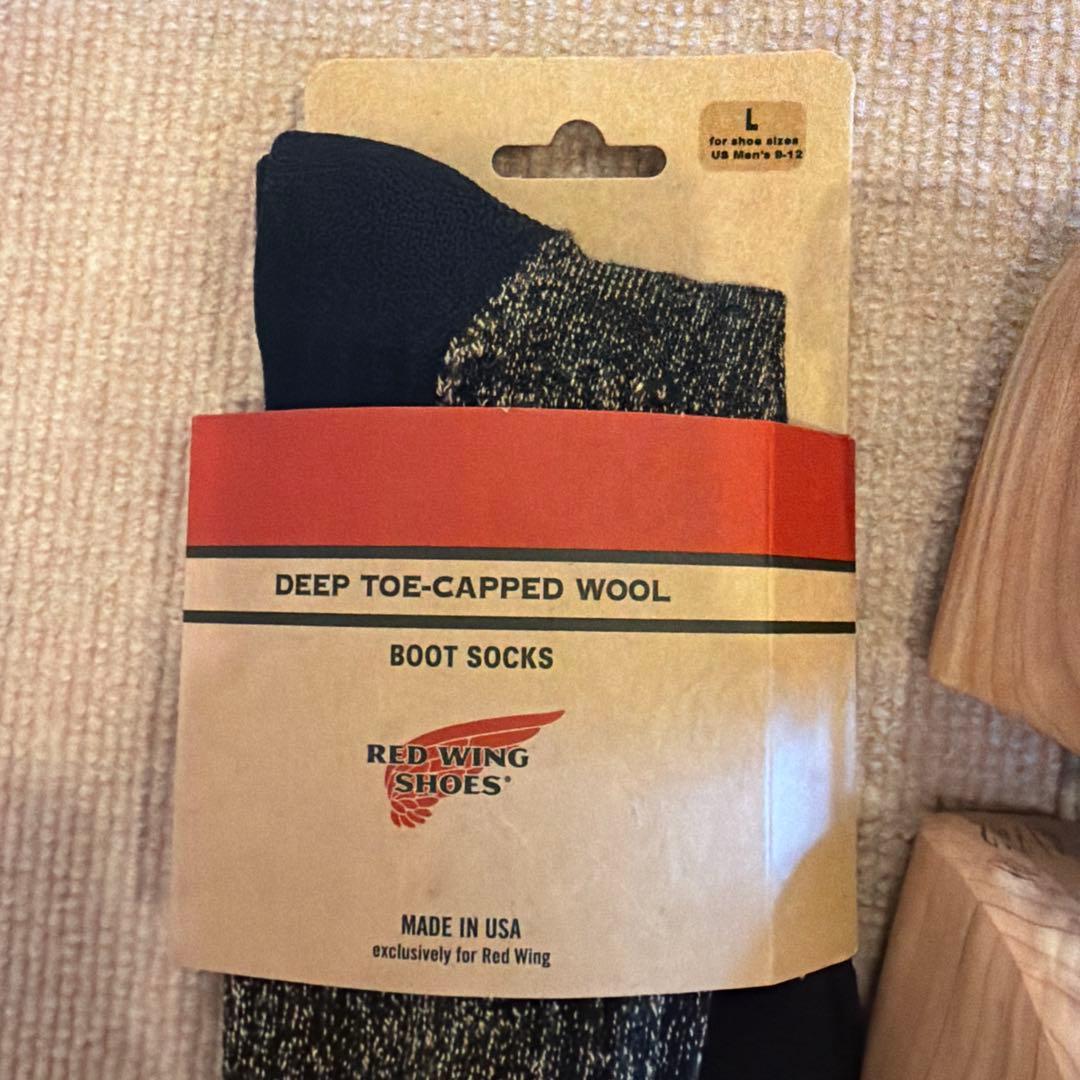 L
for shoe sizes
US Men's 9-12
DEEP TOE-CAPPED WOOL
BOOT SOCKS
RED WING
SHOES®
MADE IN USA
exclusively for Red Wing